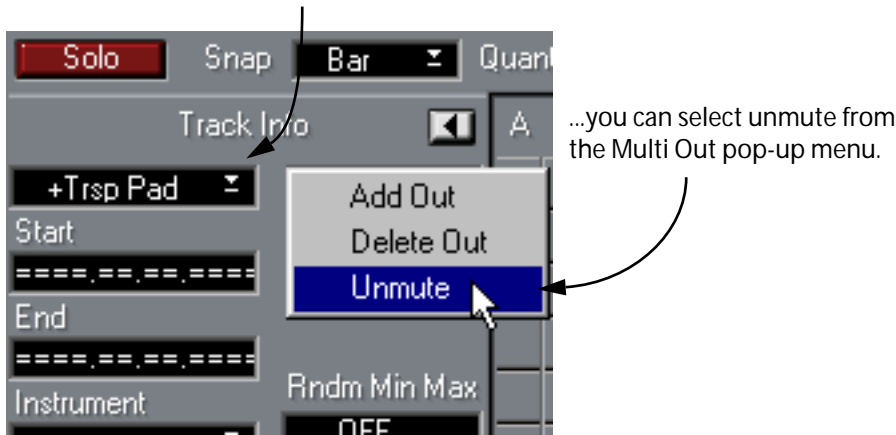 Solo Snap Bar Quant
Track Info A
...you can select unmute from
the Multi Out pop-up menu.
+Trsp Pad
Add Out
Start
Delete Out
====.==.==.====
Unmute
End
====.==.==.====
Rndm Min Max
Instrument
OFF